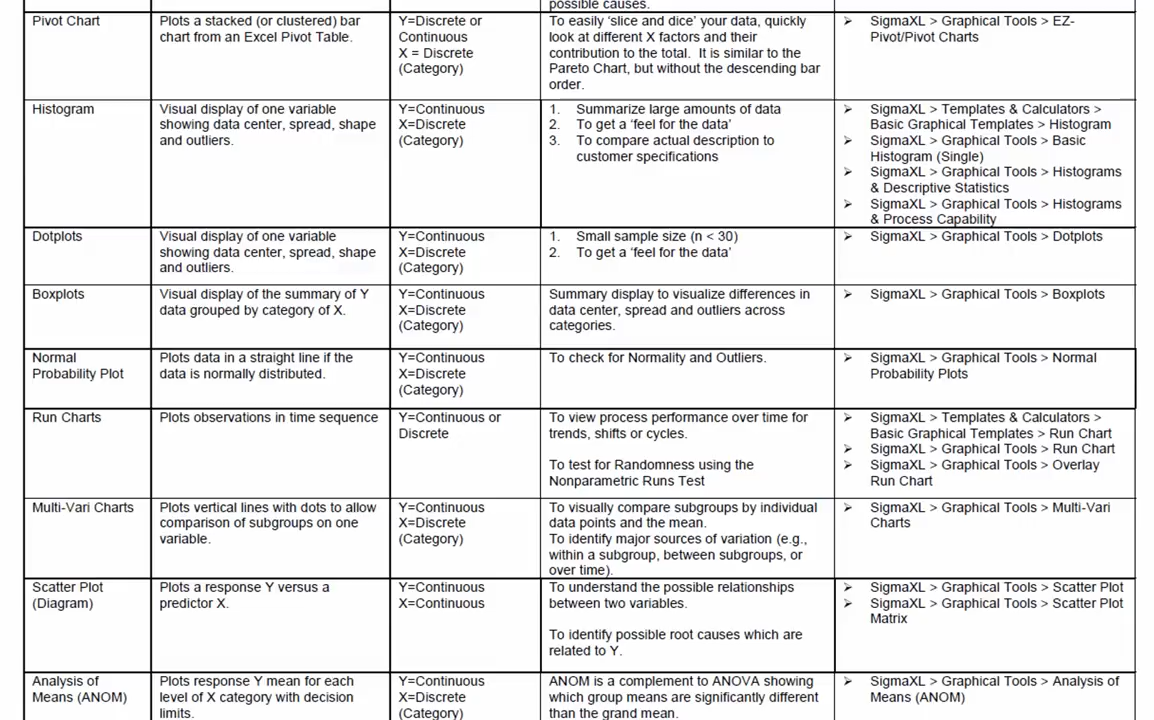 possible causes.
Pivot Chart
Plots a stacked (or clustered) bar
chart from an Excel Pivot Table.
Y=Discrete or
Continuous
X = Discrete
(Category)
To easily ‘slice and dice’ your data, quickly
look at different X factors and their
contribution to the total.  It is similar to the
Pareto Chart, but without the descending bar
order.
➢ SigmaXL > Graphical Tools > EZ-
Pivot/Pivot Charts
Histogram
Visual display of one variable
showing data center, spread, shape
and outliers.
Y=Continuous
X=Discrete
(Category)
1. Summarize large amounts of data
2. To get a ‘feel for the data’
3. To compare actual description to
customer specifications
➢ SigmaXL > Templates & Calculators >
Basic Graphical Templates > Histogram
➢ SigmaXL > Graphical Tools > Basic
Histogram (Single)
➢ SigmaXL > Graphical Tools > Histograms
& Descriptive Statistics
➢ SigmaXL > Graphical Tools > Histograms
& Process Capability
Dotplots
Visual display of one variable
showing data center, spread, shape
and outliers.
Y=Continuous
X=Discrete
(Category)
1. Small sample size (n < 30)
2. To get a ‘feel for the data’
➢ SigmaXL > Graphical Tools > Dotplots
Boxplots
Visual display of the summary of Y
data grouped by category of X.
Y=Continuous
X=Discrete
(Category)
Summary display to visualize differences in
data center, spread and outliers across
categories.
➢ SigmaXL > Graphical Tools > Boxplots
Normal
Probability Plot
Plots data in a straight line if the
data is normally distributed.
Y=Continuous
X=Discrete
(Category)
To check for Normality and Outliers.
➢ SigmaXL > Graphical Tools > Normal
Probability Plots
Run Charts
Plots observations in time sequence
Y=Continuous or
Discrete
To view process performance over time for
trends, shifts or cycles.
To test for Randomness using the
Nonparametric Runs Test
➢ SigmaXL > Templates & Calculators >
Basic Graphical Templates > Run Chart
➢ SigmaXL > Graphical Tools > Run Chart
➢ SigmaXL > Graphical Tools > Overlay
Run Chart
Multi-Vari Charts
Plots vertical lines with dots to allow
comparison of subgroups on one
variable.
Y=Continuous
X=Discrete
(Category)
To visually compare subgroups by individual
data points and the mean.
To identify major sources of variation (e.g.,
within a subgroup, between subgroups, or
over time).
➢ SigmaXL > Graphical Tools > Multi-Vari
Charts
Scatter Plot
(Diagram)
Plots a response Y versus a
predictor X.
Y=Continuous
X=Continuous
To understand the possible relationships
between two variables.
To identify possible root causes which are
related to Y.
➢ SigmaXL > Graphical Tools > Scatter Plot
➢ SigmaXL > Graphical Tools > Scatter Plot
Matrix
Analysis of
Means (ANOM)
Plots response Y mean for each
level of X category with decision
limits.
Y=Continuous
X=Discrete
(Category)
ANOM is a complement to ANOVA showing
which group means are significantly different
than the grand mean.
➢ SigmaXL > Graphical Tools > Analysis of
Means (ANOM)